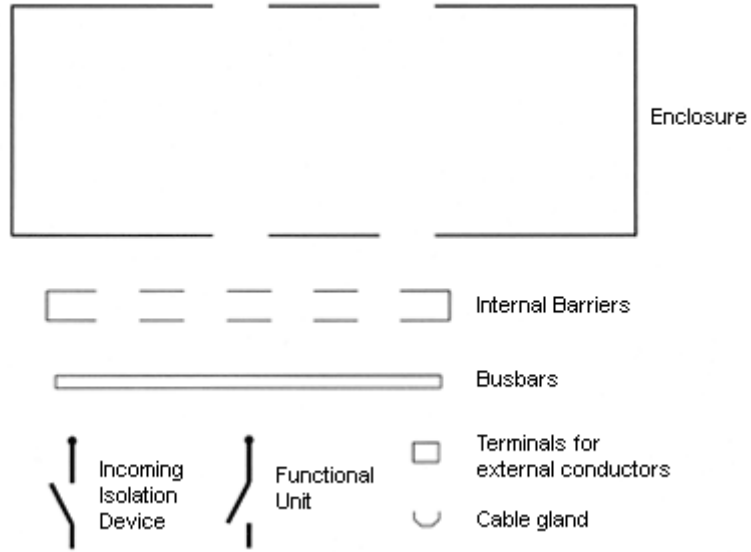 Enclosure
Internal Barriers
Busbars
Incoming
Isolation
Device
Functional
Unit
Terminals for
external conductors
Cable gland